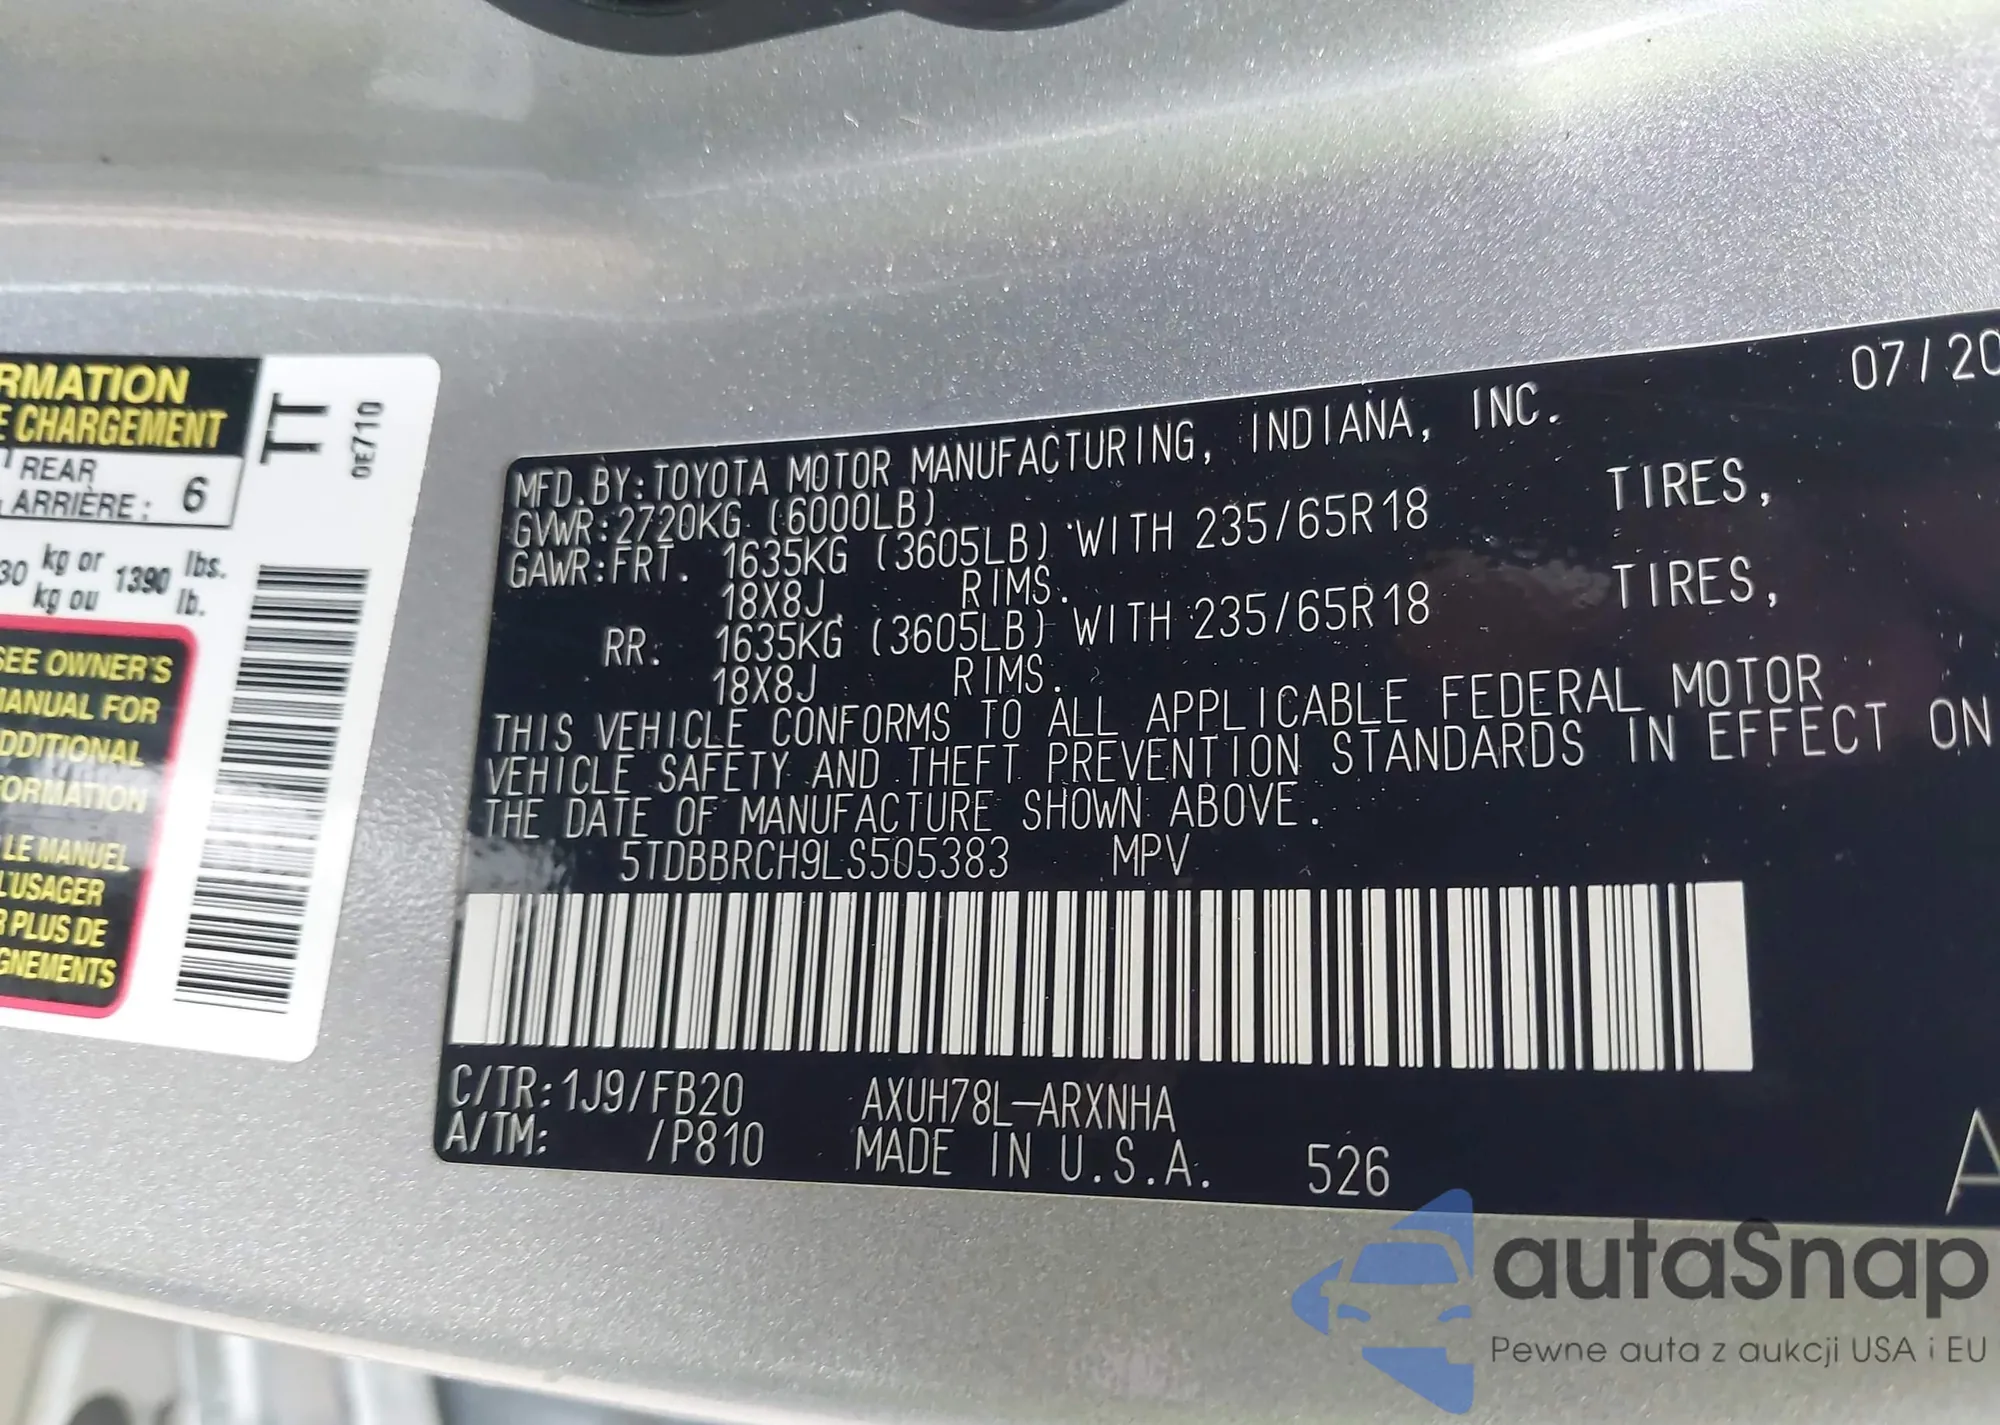 RMATION
E CHARGEMENT
REAR
ARRIÈRE : 6
30 kg or 1390 lbs.
kg ou lb.
SEE OWNER'S
MANUAL FOR
DDITIONAL
ORMATION
LE MANUEL
L'USAGER
R PLUS DE
GNEMENTS
TT
0E710
07/20
MFD.BY:TOYOTA MOTOR MANUFACTURING, INDIANA, INC.
GVWR:2720KG (6000LB)
GAWR:FRT. 1635KG (3605LB) WITH 235/65R18 TIRES,
18X8J RIMS.
RR. 1635KG (3605LB) WITH 235/65R18 TIRES,
18X8J RIMS.
THIS VEHICLE CONFORMS TO ALL APPLICABLE FEDERAL MOTOR
VEHICLE SAFETY AND THEFT PREVENTION STANDARDS IN EFFECT ON
THE DATE OF MANUFACTURE SHOWN ABOVE.
5TDBBRCH9LS505383 MPV
C/TR:1J9/FB20 AXUH78L-ARXNHA
A/TM: /P810 MADE IN U.S.A. 526
A
autaSnap
Pewne auta z aukcji USA i EU